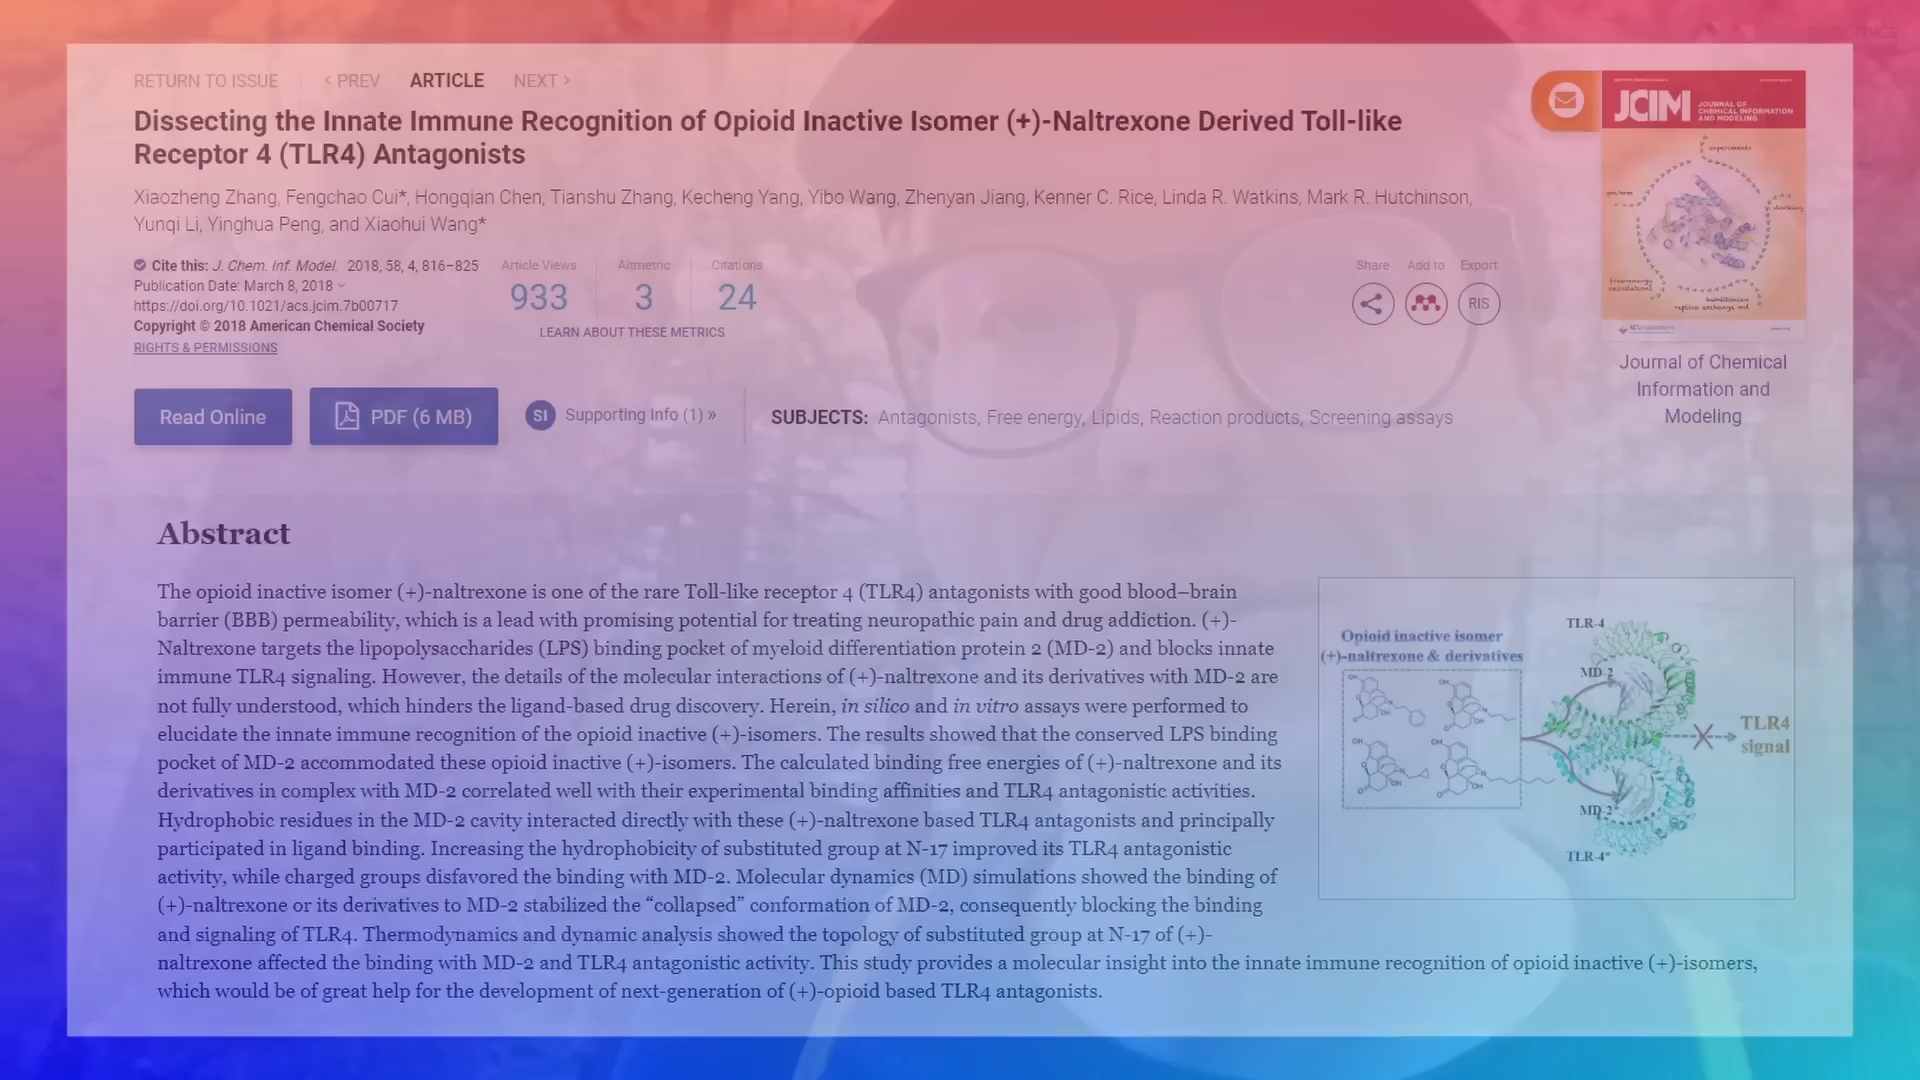 RETURN TO ISSUE
‹ PREV
ARTICLE
NEXT ›
Dissecting the Innate Immune Recognition of Opioid Inactive Isomer (+)-Naltrexone Derived Toll-like
Receptor 4 (TLR4) Antagonists
Xiaozheng Zhang, Fengchao Cui*, Hongqian Chen, Tianshu Zhang, Kecheng Yang, Yibo Wang, Zhenyan Jiang, Kenner C. Rice, Linda R. Watkins, Mark R. Hutchinson,
Yunqi Li, Yinghua Peng, and Xiaohui Wang*
Cite this: J. Chem. Inf. Model. 2018, 58, 4, 816–825
Publication Date: March 8, 2018
https://doi.org/10.1021/acs.jcim.7b00717
Copyright © 2018 American Chemical Society
RIGHTS & PERMISSIONS
Article Views
933
Altmetric
3
Citations
24
LEARN ABOUT THESE METRICS
Share
Add to
Export
RIS
JCIM
JOURNAL OF
CHEMICAL INFORMATION
AND MODELING
experiments
docking
hamiltonian
replica exchange md
free energy
calculations
Journal of Chemical
Information and
Modeling
Read Online
PDF (6 MB)
SI
Supporting Info (1) »
SUBJECTS: Antagonists, Free energy, Lipids, Reaction products, Screening assays
Abstract
The opioid inactive isomer (+)-naltrexone is one of the rare Toll-like receptor 4 (TLR4) antagonists with good blood–brain
barrier (BBB) permeability, which is a lead with promising potential for treating neuropathic pain and drug addiction. (+)-
Naltrexone targets the lipopolysaccharides (LPS) binding pocket of myeloid differentiation protein 2 (MD-2) and blocks innate
immune TLR4 signaling. However, the details of the molecular interactions of (+)-naltrexone and its derivatives with MD-2 are
not fully understood, which hinders the ligand-based drug discovery. Herein, in silico and in vitro assays were performed to
elucidate the innate immune recognition of the opioid inactive (+)-isomers. The results showed that the conserved LPS binding
pocket of MD-2 accommodated these opioid inactive (+)-isomers. The calculated binding free energies of (+)-naltrexone and its
derivatives in complex with MD-2 correlated well with their experimental binding affinities and TLR4 antagonistic activities.
Hydrophobic residues in the MD-2 cavity interacted directly with these (+)-naltrexone based TLR4 antagonists and principally
participated in ligand binding. Increasing the hydrophobicity of substituted group at N-17 improved its TLR4 antagonistic
activity, while charged groups disfavored the binding with MD-2. Molecular dynamics (MD) simulations showed the binding of
(+)-naltrexone or its derivatives to MD-2 stabilized the “collapsed” conformation of MD-2, consequently blocking the binding
and signaling of TLR4. Thermodynamics and dynamic analysis showed the topology of substituted group at N-17 of (+)-
naltrexone affected the binding with MD-2 and TLR4 antagonistic activity. This study provides a molecular insight into the innate immune recognition of opioid inactive (+)-isomers,
which would be of great help for the development of next-generation of (+)-opioid based TLR4 antagonists.
Opioid inactive isomer
(+)-naltrexone & derivatives
TLR-4
MD-2
TLR4
signal
MD-2*
TLR-4*